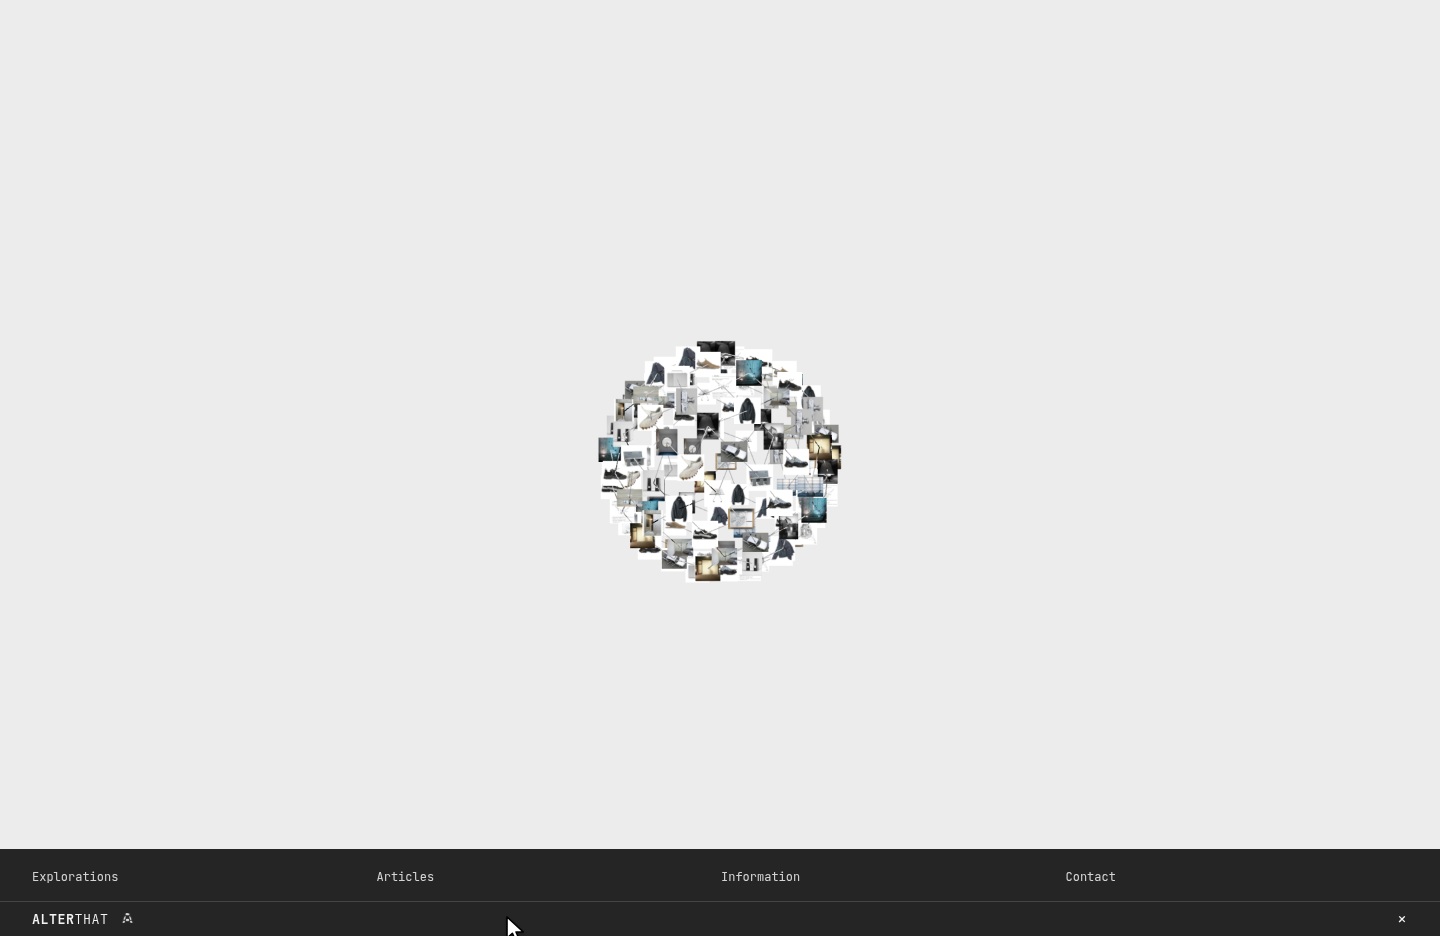 Explorations
Articles
Information
Contact
ALTERTHAT